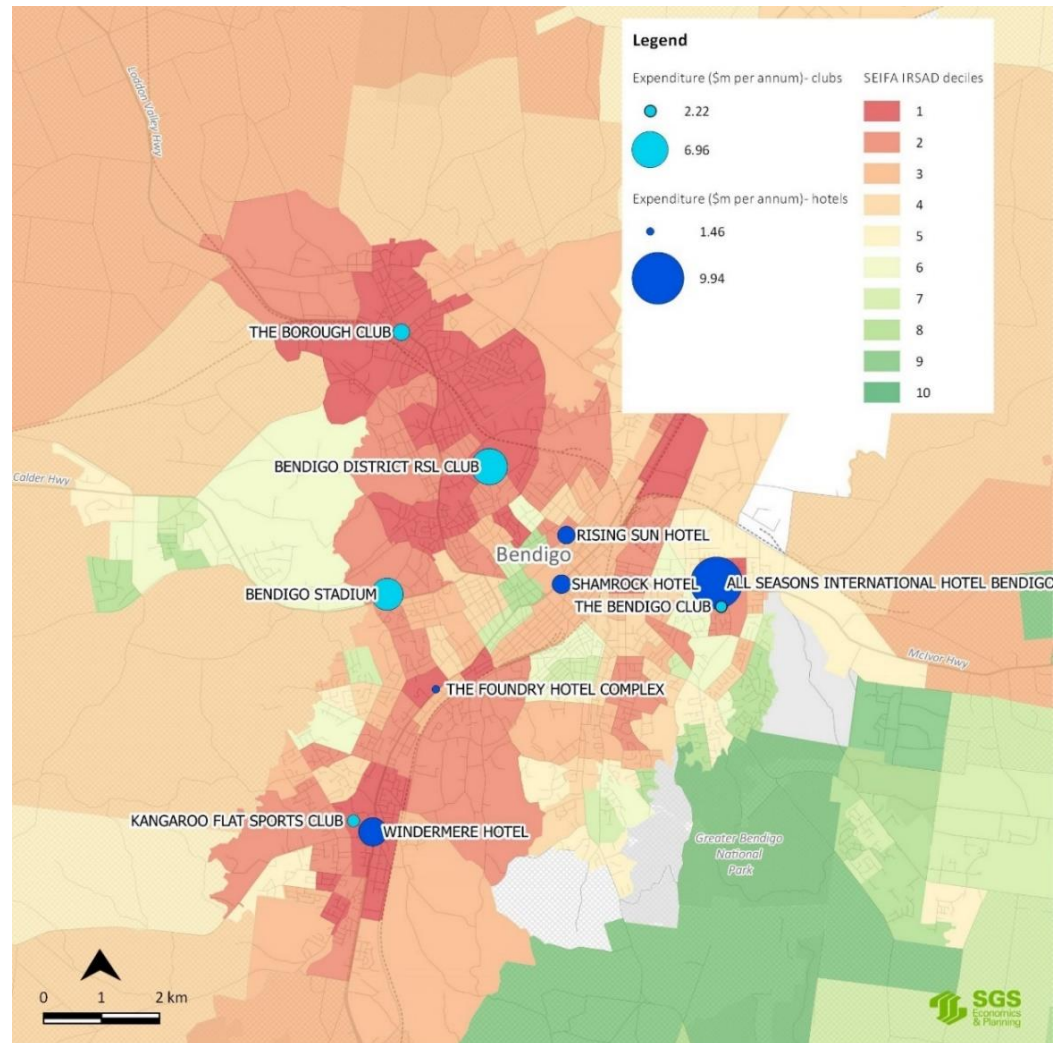 Legend
Expenditure ($m per annum)- clubs
2.22
6.96
Expenditure ($m per annum)- hotels
1.46
9.94
SEIFA IRSAD deciles
1
2
3
4
5
6
7
8
9
10
Loddon Valley Hwy
THE BOROUGH CLUB
BENDIGO DISTRICT RSL CLUB
Calder Hwy
RISING SUN HOTEL
Bendigo
SHAMROCK HOTEL
ALL SEASONS INTERNATIONAL HOTEL BENDIGO
BENDIGO STADIUM
THE BENDIGO CLUB
McIvor Hwy
THE FOUNDRY HOTEL COMPLEX
KANGAROO FLAT SPORTS CLUB
WINDERMERE HOTEL
Greater Bendigo
National
Park
0 1 2 km
SGS
Economics
& Planning